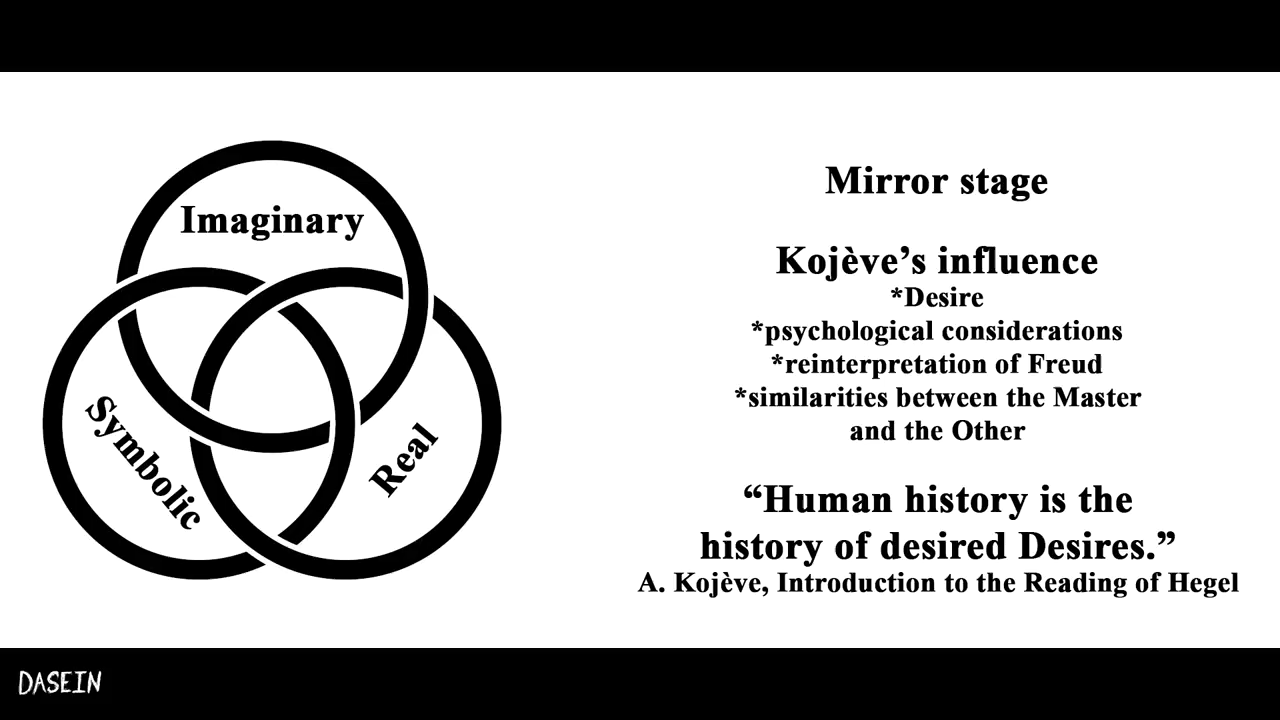 Imaginary
Symbolic
Real
Mirror stage
Kojève’s influence
*Desire
*psychological considerations
*reinterpretation of Freud
*similarities between the Master
and the Other
“Human history is the
history of desired Desires.”
A. Kojève, Introduction to the Reading of Hegel
DASEIN